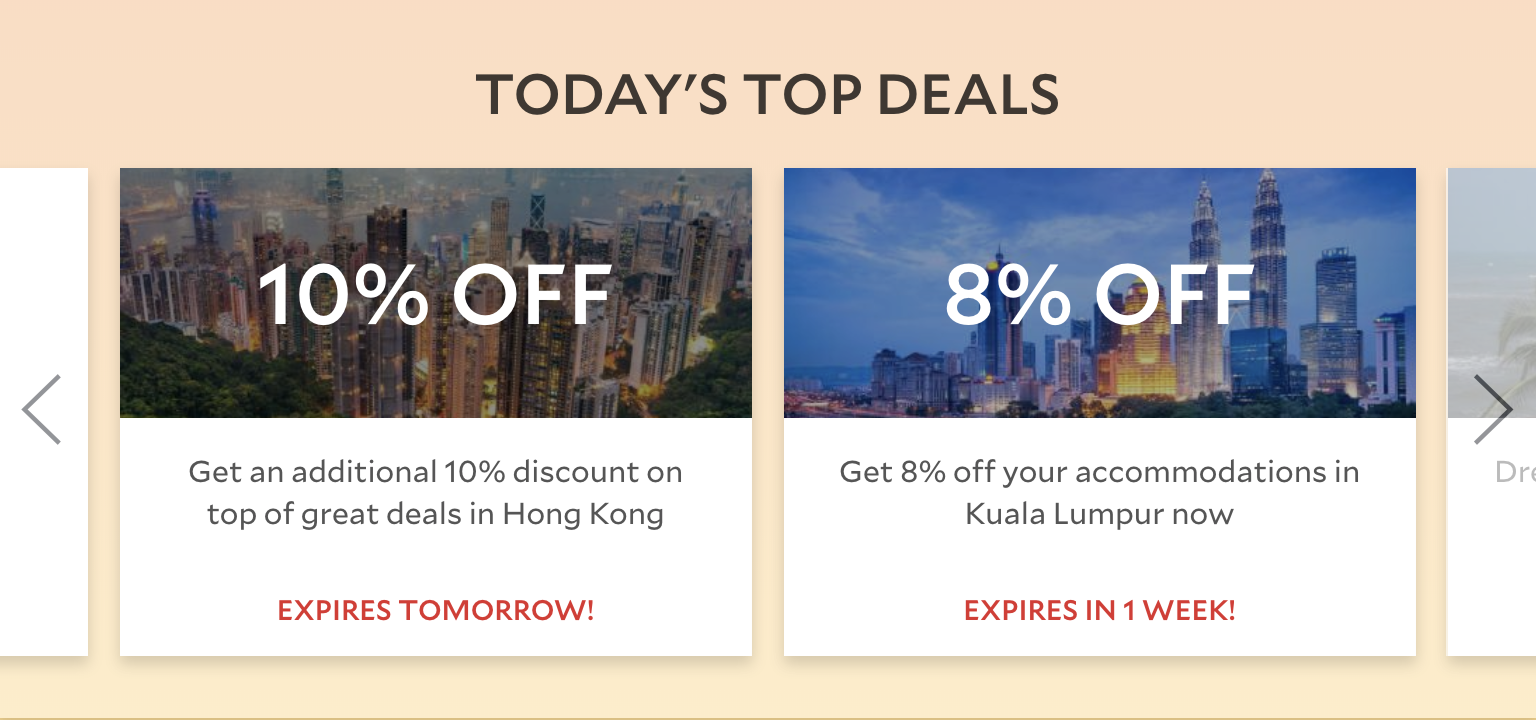 TODAY'S TOP DEALS
10% OFF
Get an additional 10% discount on
top of great deals in Hong Kong
EXPIRES TOMORROW!
8% OFF
Get 8% off your accommodations in
Kuala Lumpur now
EXPIRES IN 1 WEEK!